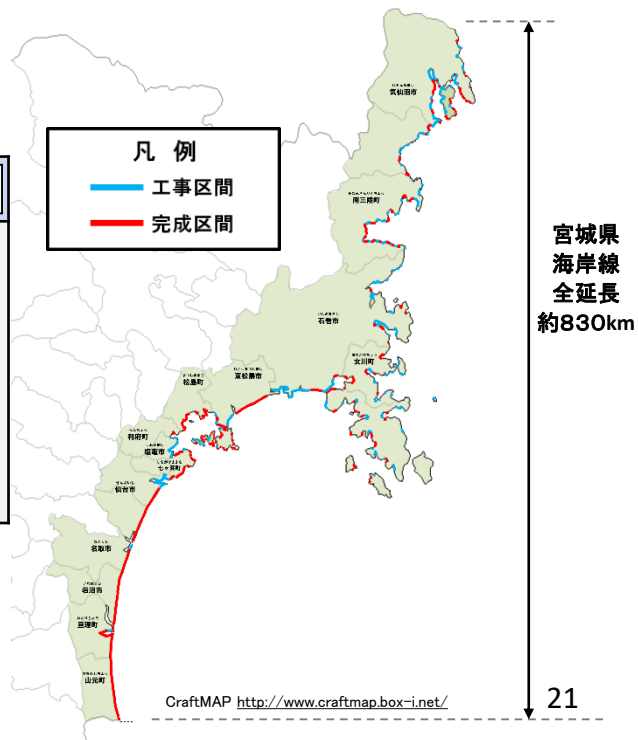 気仙沼市
凡 例
工事区間
完成区間
南三陸町
宮城県
海岸線
全延長
約830km
石巻市
女川町
東松島市
松島町
利府町
塩竈市
七ヶ浜町
仙台市
名取市
岩沼市
亘理町
山元町
CraftMAP http://www.craftmap.box-i.net/
21